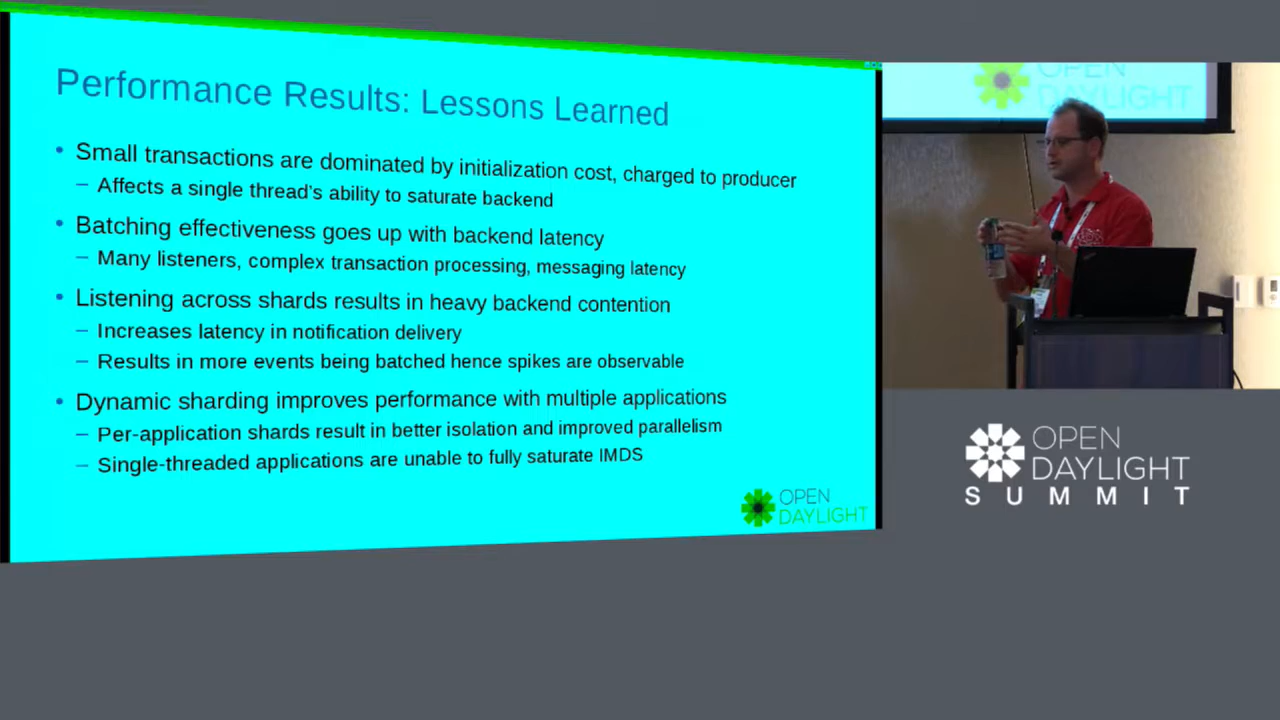 Performance Results: Lessons Learned
• Small transactions are dominated by initialization cost, charged to producer
– Affects a single thread's ability to saturate backend
• Batching effectiveness goes up with backend latency
– Many listeners, complex transaction processing, messaging latency
• Listening across shards results in heavy backend contention
– Increases latency in notification delivery
– Results in more events being batched hence spikes are observable
• Dynamic sharding improves performance with multiple applications
– Per-application shards result in better isolation and improved parallelism
– Single-threaded applications are unable to fully saturate IMDS
OPEN
DAYLIGHT
OPEN
DAYLIGHT
OPEN
DAYLIGHT
SUMMIT